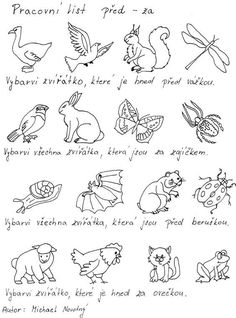 Pracovní list před - za
Vybarvi zvířátko, které je hned před vážkou.
Vybarvi všechna zvířátka, která jsou za zajíčkem.
Vybarvi všechna zvířátka, která jsou před beruškou.
Vybarvi zvířátko, které je hned za ovečkou.
Autor: Michael Novotný